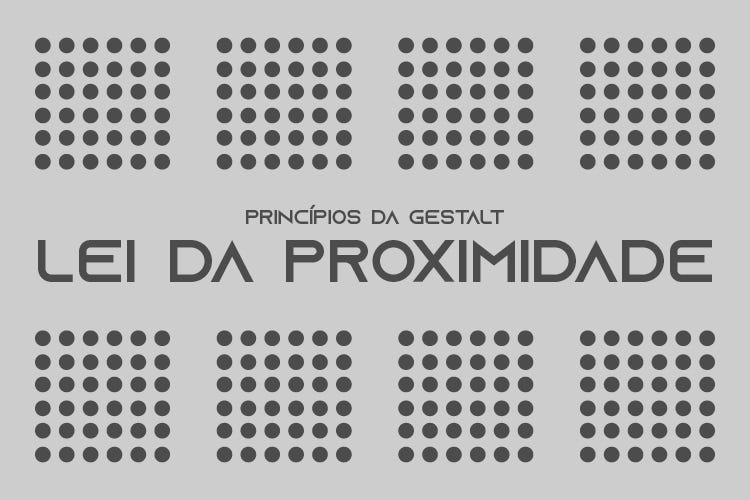 PRINCÍPIOS DA GESTALT
LEI DA PROXIMIDADE